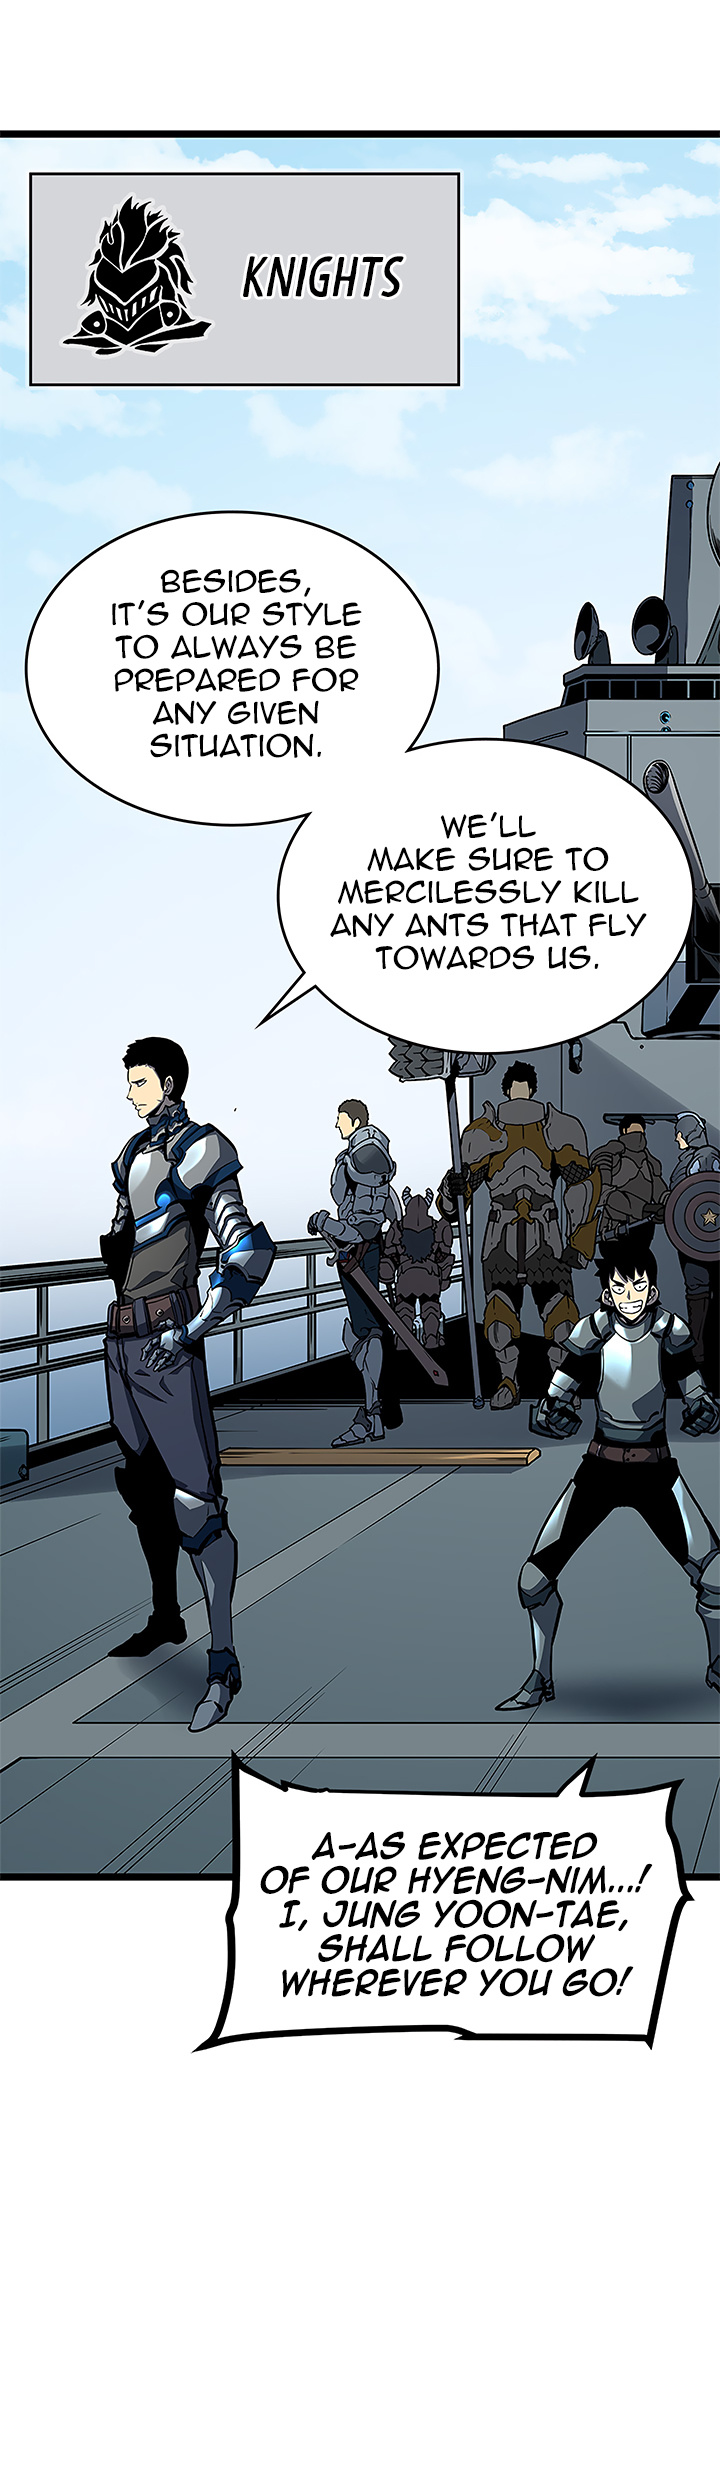 KNIGHTS
BESIDES,
IT'S OUR STYLE
TO ALWAYS BE
PREPARED FOR
ANY GIVEN
SITUATION.
WE'LL
MAKE SURE TO
MERCILESSLY KILL
ANY ANTS THAT FLY
TOWARDS US.
A-AS EXPECTED
OF OUR HYENG-NIM...!
I, JUNG YOON-TAE,
SHALL FOLLOW
WHEREVER YOU GO!